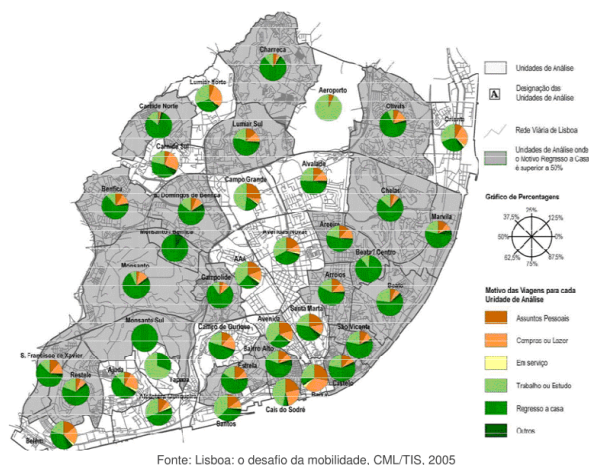 Charneca
Lumiar Norte
Aeroporto
Carnide Norte
Olivais
Oriente
Lumiar Sul
Carnide Sul
Alvalade
Campo Grande
Benfica
S. Domingos de Benfica
Chelas
Marvila
Areeiro
Avenidas Novas
Monsanto Benfica
Beato Centro
AAA
Monsanto
Campolide
Arroios
Beato
Santa Marta
Avenida
Monsanto Sul
Campo de Ourique
São Vicente
Bairro Alto
S. Francisco de Xavier
Ajuda
Tapada
Estrela
Castelo
Restelo
Baixa
Alcântara
Santos
Cais do Sodré
Belém
Unidades de Análise
A
Designação das
Unidades de Análise
Rede Viária de Lisboa
Unidades de Análise onde
o Motivo Regresso a Casa
é superior a 50%
Gráfico de Percentagens
25%
37,5%
12,5%
50%
0%
62,5%
87,5%
75%
Motivo das Viagens para cada
Unidade de Análise
Assuntos Pessoais
Compras ou Lazer
Em serviço
Trabalho ou Estudo
Regresso a casa
Outros
Fonte: Lisboa: o desafio da mobilidade, CML/TIS, 2005